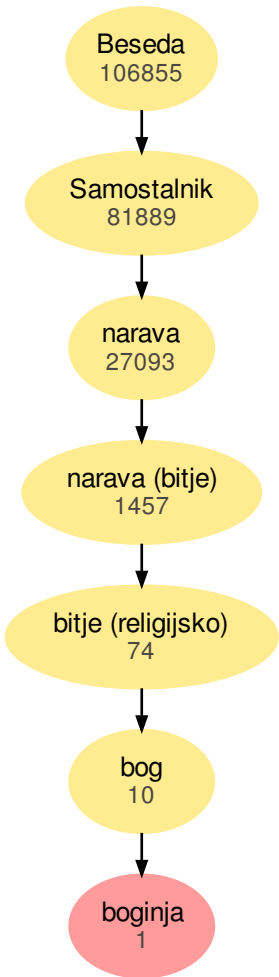 Beseda
106855
Samostalnik
81889
narava
27093
narava (bitje)
1457
bitje (religijsko)
74
bog
10
boginja
1